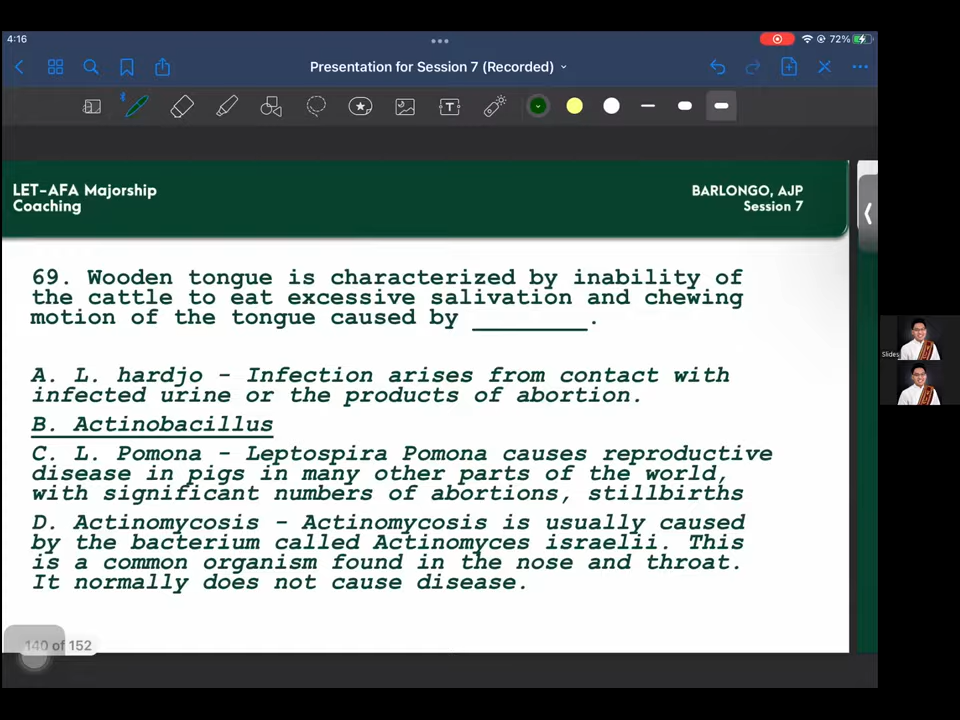 4:16
72%
Presentation for Session 7 (Recorded)
T
LET-AFA Majorship
Coaching
BARLONGO, AJP
Session 7
69. Wooden tongue is characterized by inability of
the cattle to eat excessive salivation and chewing
motion of the tongue caused by ________.
A. L. hardjo - Infection arises from contact with
infected urine or the products of abortion.
B. Actinobacillus
C. L. Pomona - Leptospira Pomona causes reproductive
disease in pigs in many other parts of the world,
with significant numbers of abortions, stillbirths
D. Actinomycosis - Actinomycosis is usually caused
by the bacterium called Actinomyces israelii. This
is a common organism found in the nose and throat.
It normally does not cause disease.
140 of 152
Slides